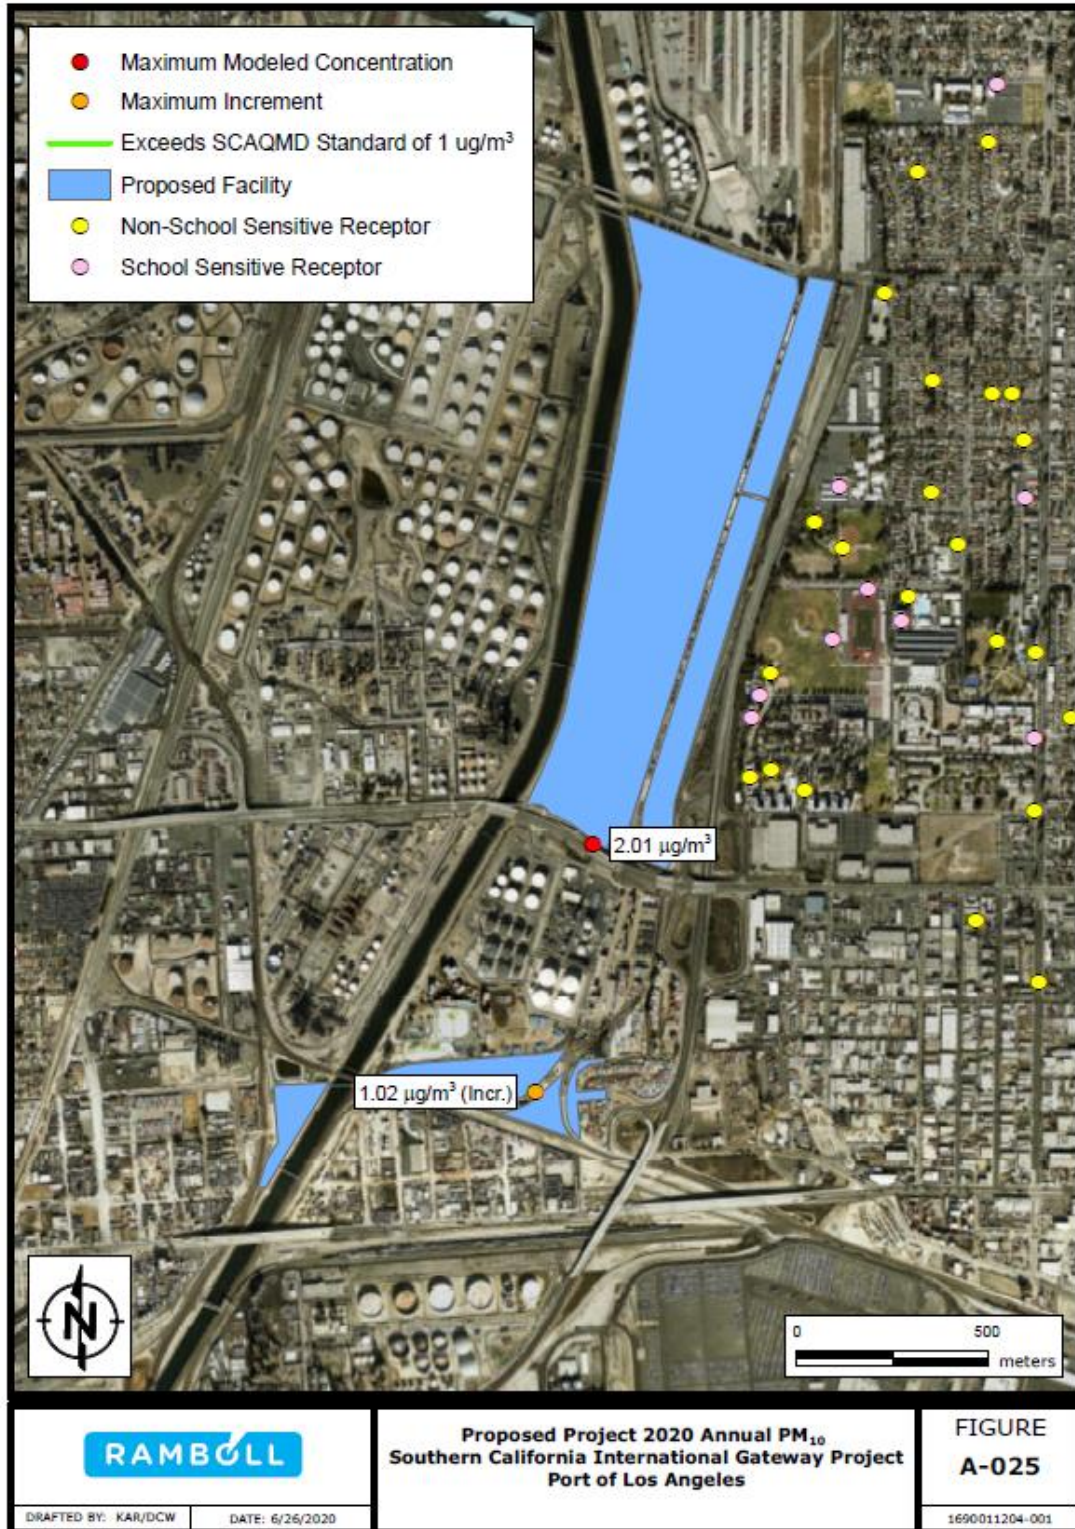 Maximum Modeled Concentration
Maximum Increment
Exceeds SCAQMD Standard of 1 ug/m³
Proposed Facility
Non-School Sensitive Receptor
School Sensitive Receptor
2.01 µg/m³
1.02 µg/m³ (Incr.)
N
0 500
meters
RAMBOLL
DRAFTED BY: KAR/DCW DATE: 6/26/2020
Proposed Project 2020 Annual PM₁₀
Southern California International Gateway Project
Port of Los Angeles
FIGURE
A-025
1690011204-001